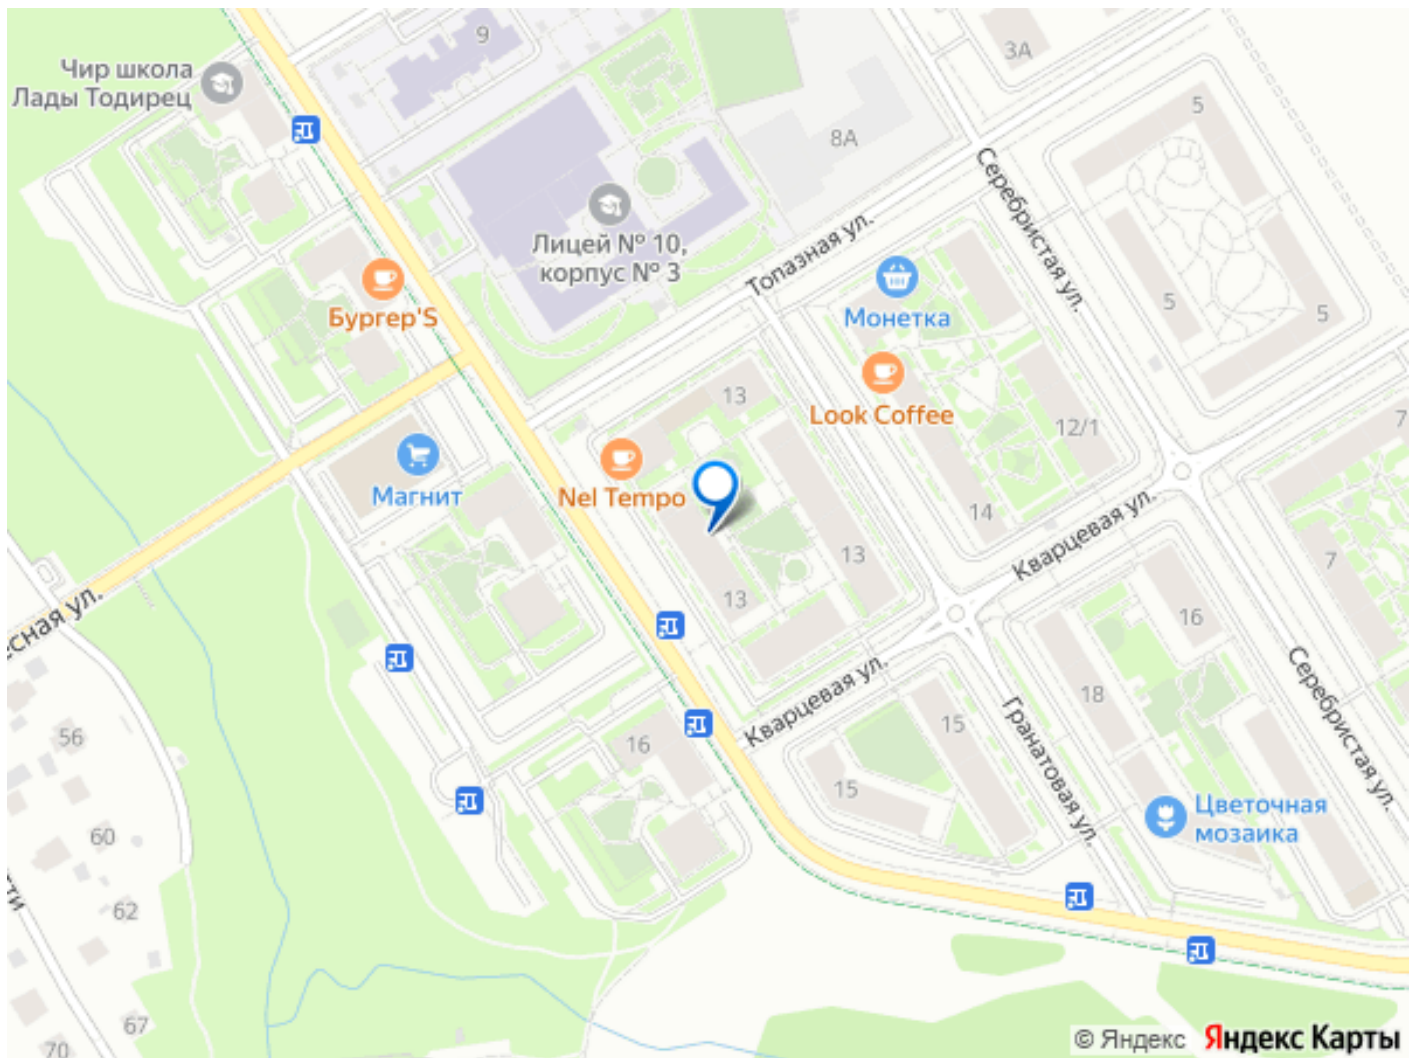 9
3А
Чир школа
Лады Тодирец
5
8А
Серебристая ул.
Лицей № 10,
корпус № 3
Топазная ул.
Бургер'S
Монетка
5
5
13
Look Coffee
12/1
7
Магнит
Nel Tempo
14
Кварцевая ул.
13
7
13
16
есная ул.
Кварцевая ул.
18
Гранатовая ул.
Серебристая ул.
15
16
56
15
Цветочная
мозаика
60
62
сти
67
70
© Яндекс Яндекс Карты